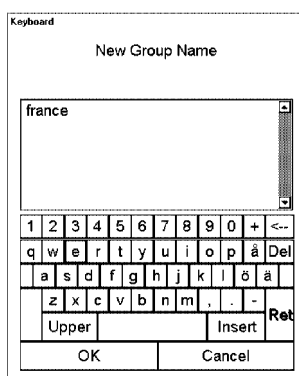 Keyboard
New Group Name
france
1 2 3 4 5 6 7 8 9 0 + <--
q w e r t y u i o p å Del
a s d f g h j k l ö ä
z x c v b n m , . - Ret
Upper Insert
OK Cancel